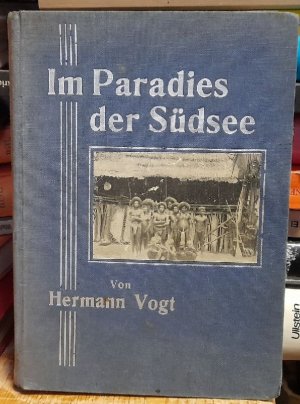 Im Paradies
der Südsee
Von
Hermann Vogt
Ullstein